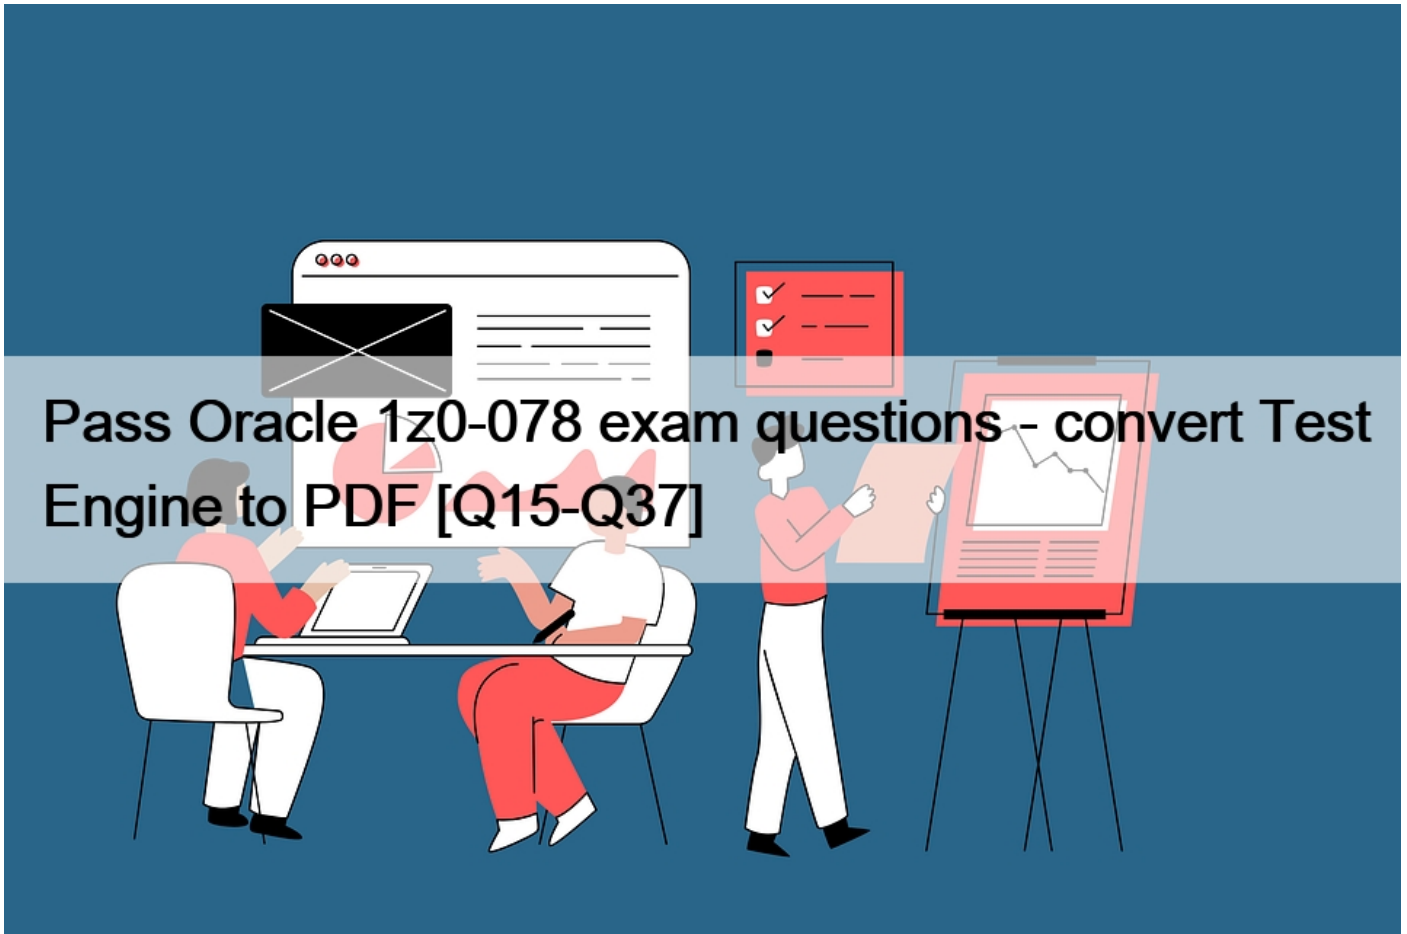 Pass Oracle 1z0-078 exam questions - convert Test
Engine to PDF [Q15-Q37]